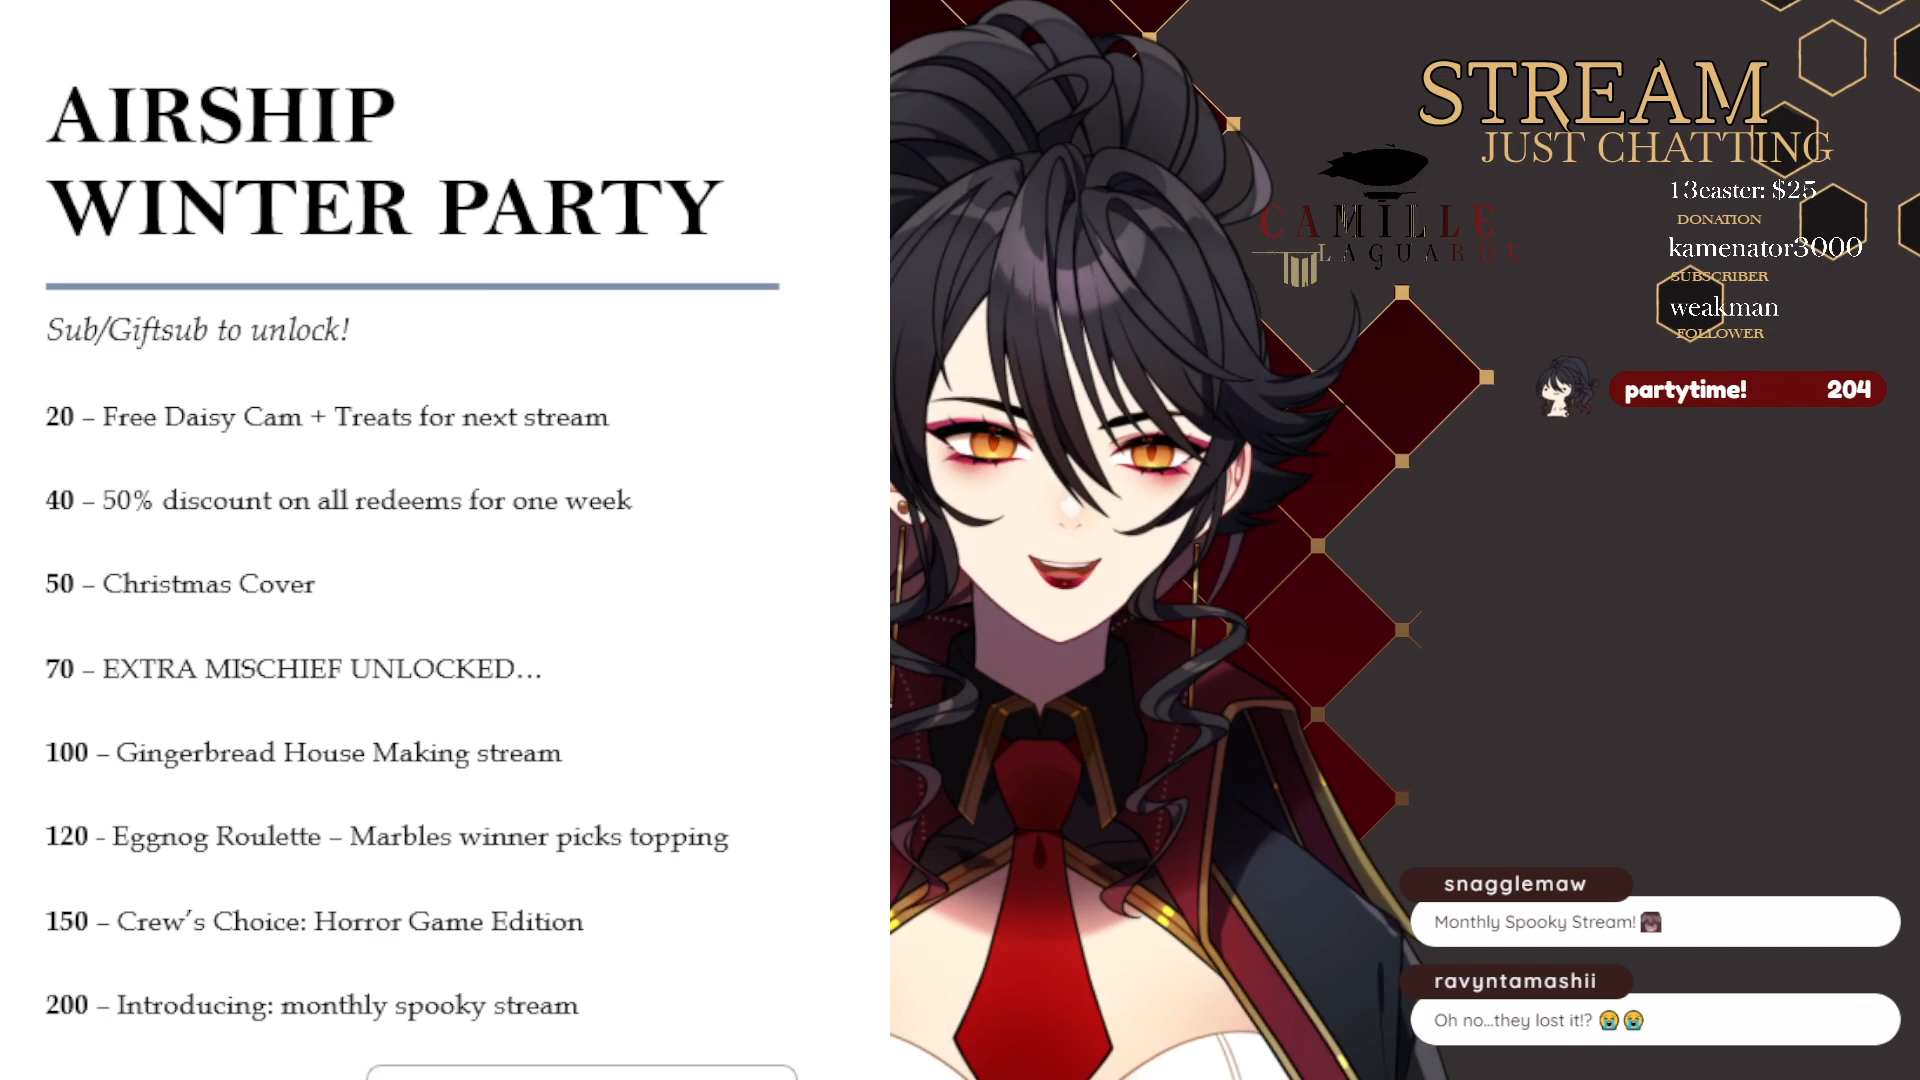 AIRSHIP
WINTER PARTY
Sub/Giftsub to unlock!
20 – Free Daisy Cam + Treats for next stream
40 – 50% discount on all redeems for one week
50 – Christmas Cover
70 – EXTRA MISCHIEF UNLOCKED...
100 – Gingerbread House Making stream
120 - Eggnog Roulette – Marbles winner picks topping
150 – Crew's Choice: Horror Game Edition
200 – Introducing: monthly spooky stream
STREAM
JUST CHATTING
CAMILLE
LAGUARDE
13easter: $25
DONATION
kamenator3000
SUBSCRIBER
weakman
FOLLOWER
partytime! 204
snagglemaw
Monthly Spooky Stream!
ravyntamashii
Oh no...they lost it!? 😭😭